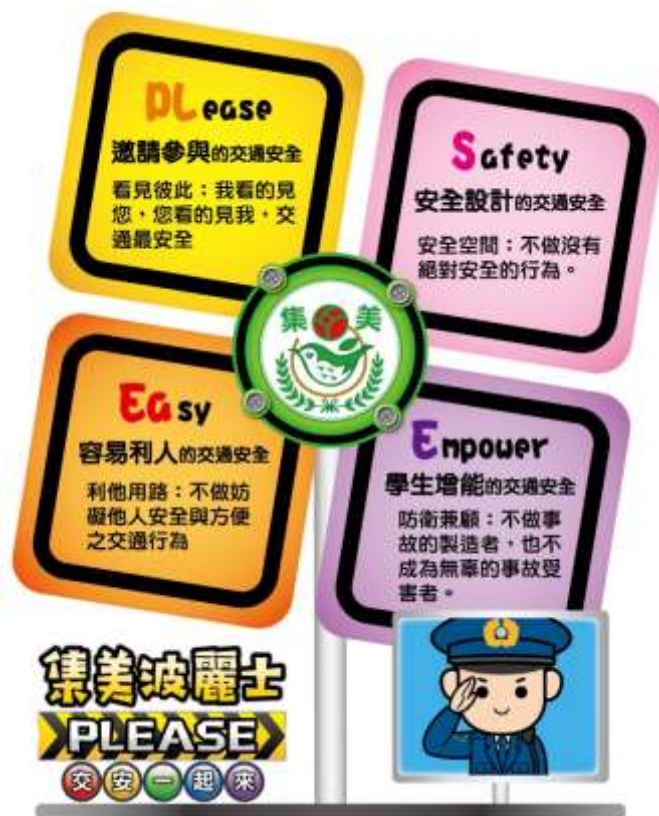 PLease
邀請參與的交通安全
看見彼此：我看的見
您，您看的見我，交
通最安全
Safety
安全設計的交通安全
安全空間：不做沒有
絕對安全的行為。
集美
EaSy
容易利人的交通安全
利他用路：不做妨
礙他人安全與方便
之交通行為
Empower
學生增能的交通安全
防衛兼顧：不做事
故的製造者，也不
成為無辜的事故受
害者。
集美波麗士
PLEASE
交安一起來